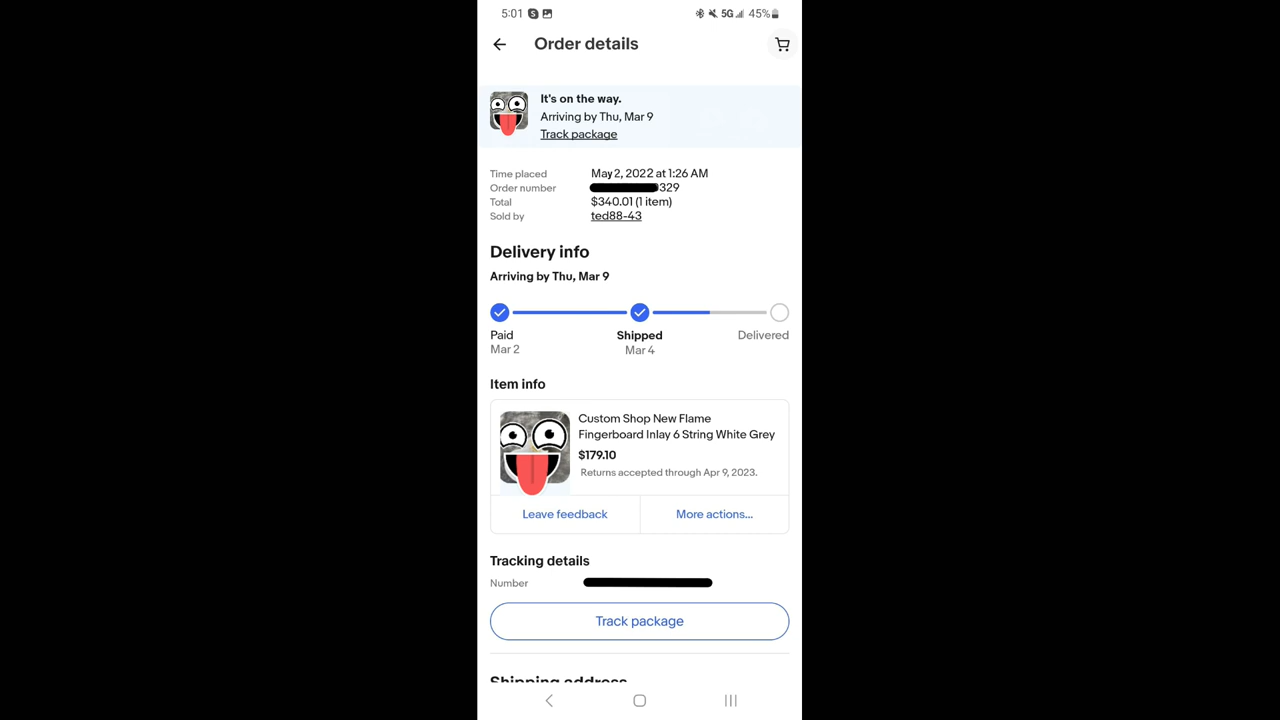 5:01 S 5G 45%
Order details
It's on the way.
Arriving by Thu, Mar 9
Track package
Time placed May 2, 2022 at 1:26 AM
Order number 329
Total $340.01 (1 item)
Sold by ted88-43
Delivery info
Arriving by Thu, Mar 9
Paid Shipped Delivered
Mar 2 Mar 4
Item info
Custom Shop New Flame
Fingerboard Inlay 6 String White Grey
$179.10
Returns accepted through Apr 9, 2023.
Leave feedback More actions...
Tracking details
Number
Track package
Shipping address